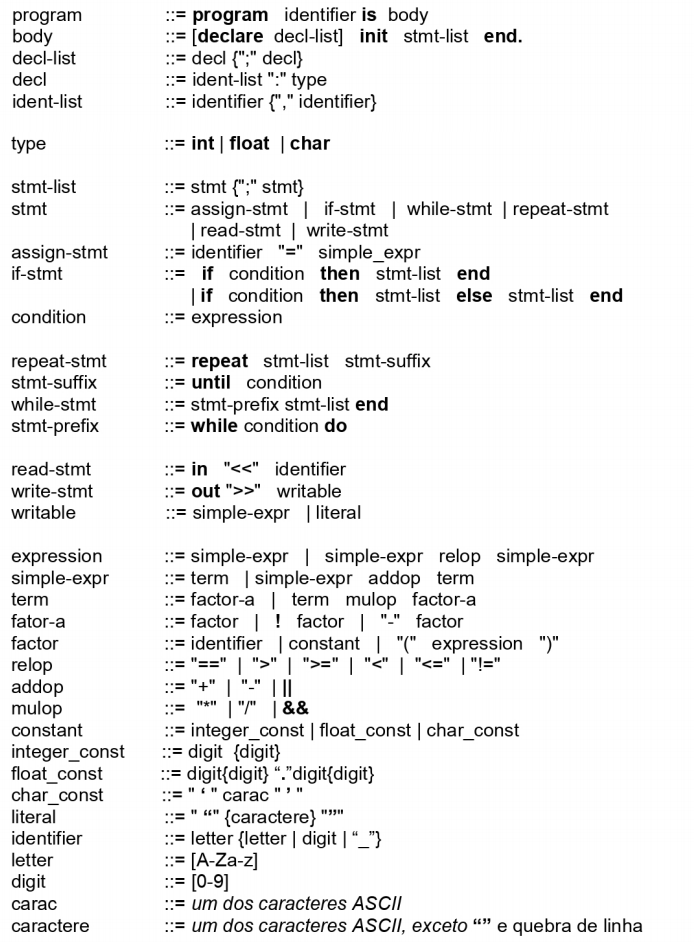 program ::= program identifier is body
body ::= [declare decl-list] init stmt-list end.
decl-list ::= decl {";" decl}
decl ::= ident-list ":" type
ident-list ::= identifier {"," identifier}
type ::= int | float | char
stmt-list ::= stmt {";" stmt}
stmt ::= assign-stmt | if-stmt | while-stmt | repeat-stmt
| read-stmt | write-stmt
assign-stmt ::= identifier "=" simple_expr
if-stmt ::= if condition then stmt-list end
| if condition then stmt-list else stmt-list end
condition ::= expression
repeat-stmt ::= repeat stmt-list stmt-suffix
stmt-suffix ::= until condition
while-stmt ::= stmt-prefix stmt-list end
stmt-prefix ::= while condition do
read-stmt ::= in "<<" identifier
write-stmt ::= out ">>" writable
writable ::= simple-expr | literal
expression ::= simple-expr | simple-expr relop simple-expr
simple-expr ::= term | simple-expr addop term
term ::= factor-a | term mulop factor-a
fator-a ::= factor | ! factor | "-" factor
factor ::= identifier | constant | "(" expression ")"
relop ::= "==" | ">" | ">=" | "<" | "<=" | "!="
addop ::= "+" | "-" | ||
mulop ::= "*" | "/" | &&
constant ::= integer_const | float_const | char_const
integer_const ::= digit {digit}
float_const ::= digit{digit} “.”digit{digit}
char_const ::= " ‘ " carac " ’ "
literal ::= " “" {caractere} "”"
identifier ::= letter {letter | digit | “_”}
letter ::= [A-Za-z]
digit ::= [0-9]
carac ::= um dos caracteres ASCII
caractere ::= um dos caracteres ASCII, exceto “” e quebra de linha